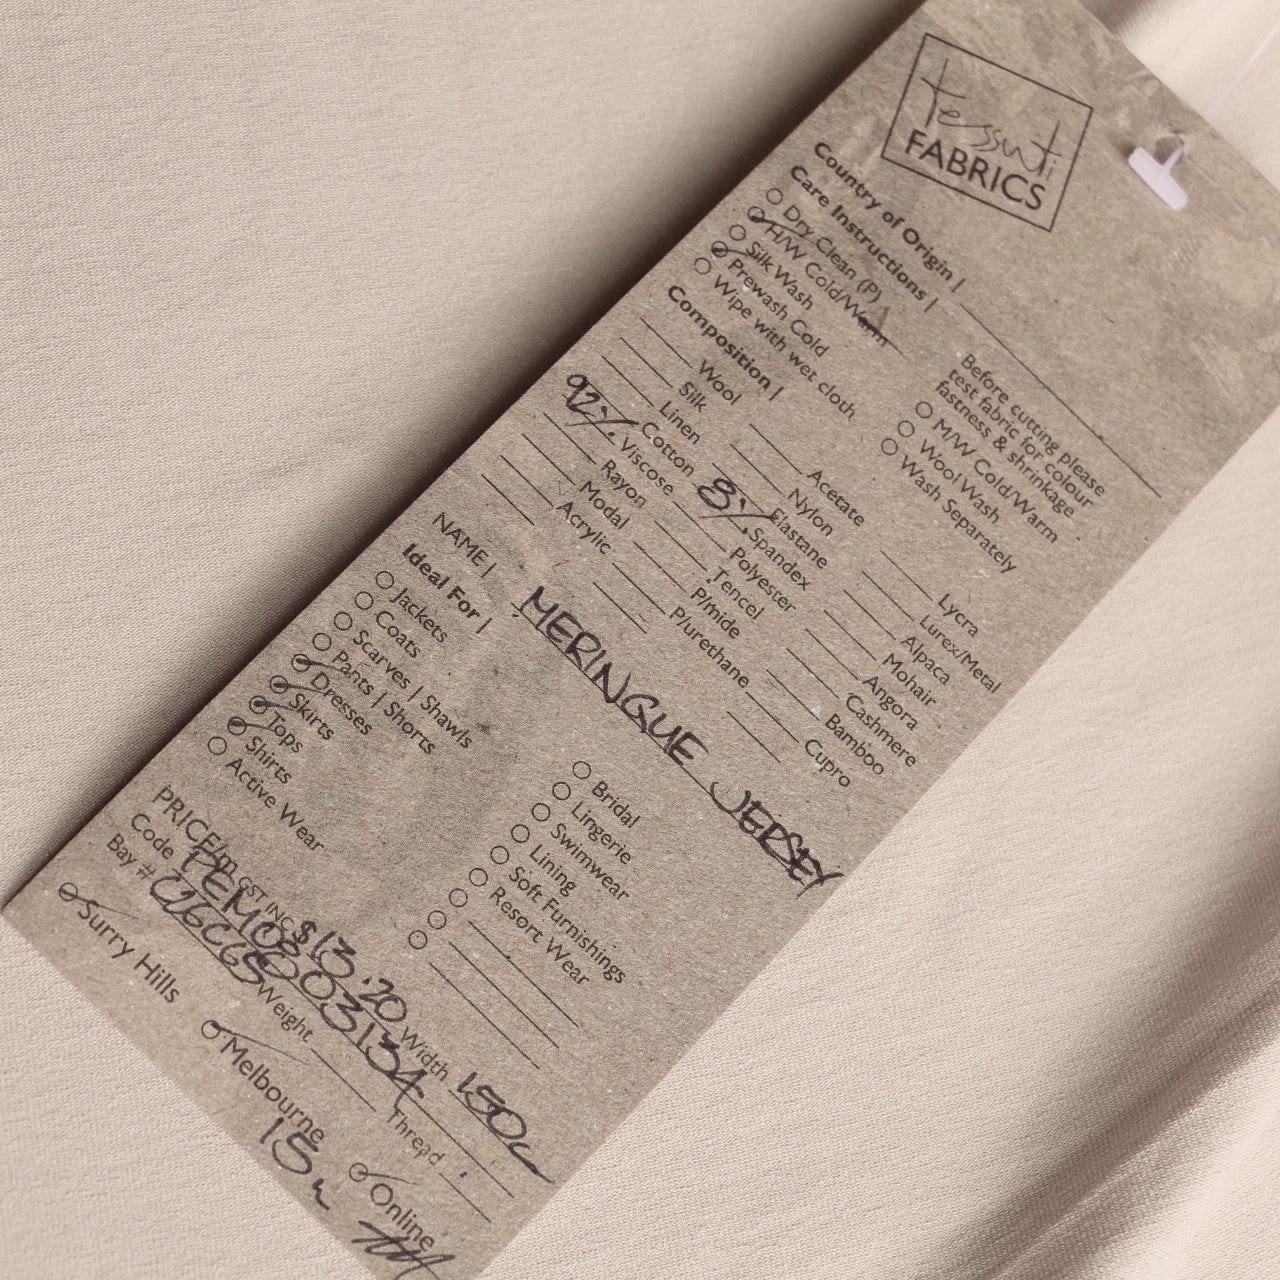 tessuti
FABRICS
Country of Origin |
Care Instructions |
Dry Clean (P)
H/W Cold/Warm
Silk Wash
Prewash Cold
Wipe with wet cloth
Before cutting please
test fabric for colour
fastness & shrinkage
M/W Cold/Warm
Wool Wash
Wash Separately
Composition |
Wool
Silk
Linen
Cotton
92% Viscose
Rayon
Modal
Acrylic
Acetate
Nylon
Elastane
8% Spandex
Polyester
Tencel
P/mide
P/urethane
Lycra
Lurex/Metal
Alpaca
Mohair
Angora
Cashmere
Bamboo
Cupro
NAME | MERINGUE JERSEY
Ideal For |
Jackets
Coats
Scarves | Shawls
Pants | Shorts
Dresses
Skirts
Tops
Shirts
Active Wear
Bridal
Lingerie
Swimwear
Lining
Soft Furnishings
Resort Wear
PRICE/m GST INC $13.20 Width 150c
Code
Bay #
Weight
Thread
Surry Hills
Melbourne
15
Online